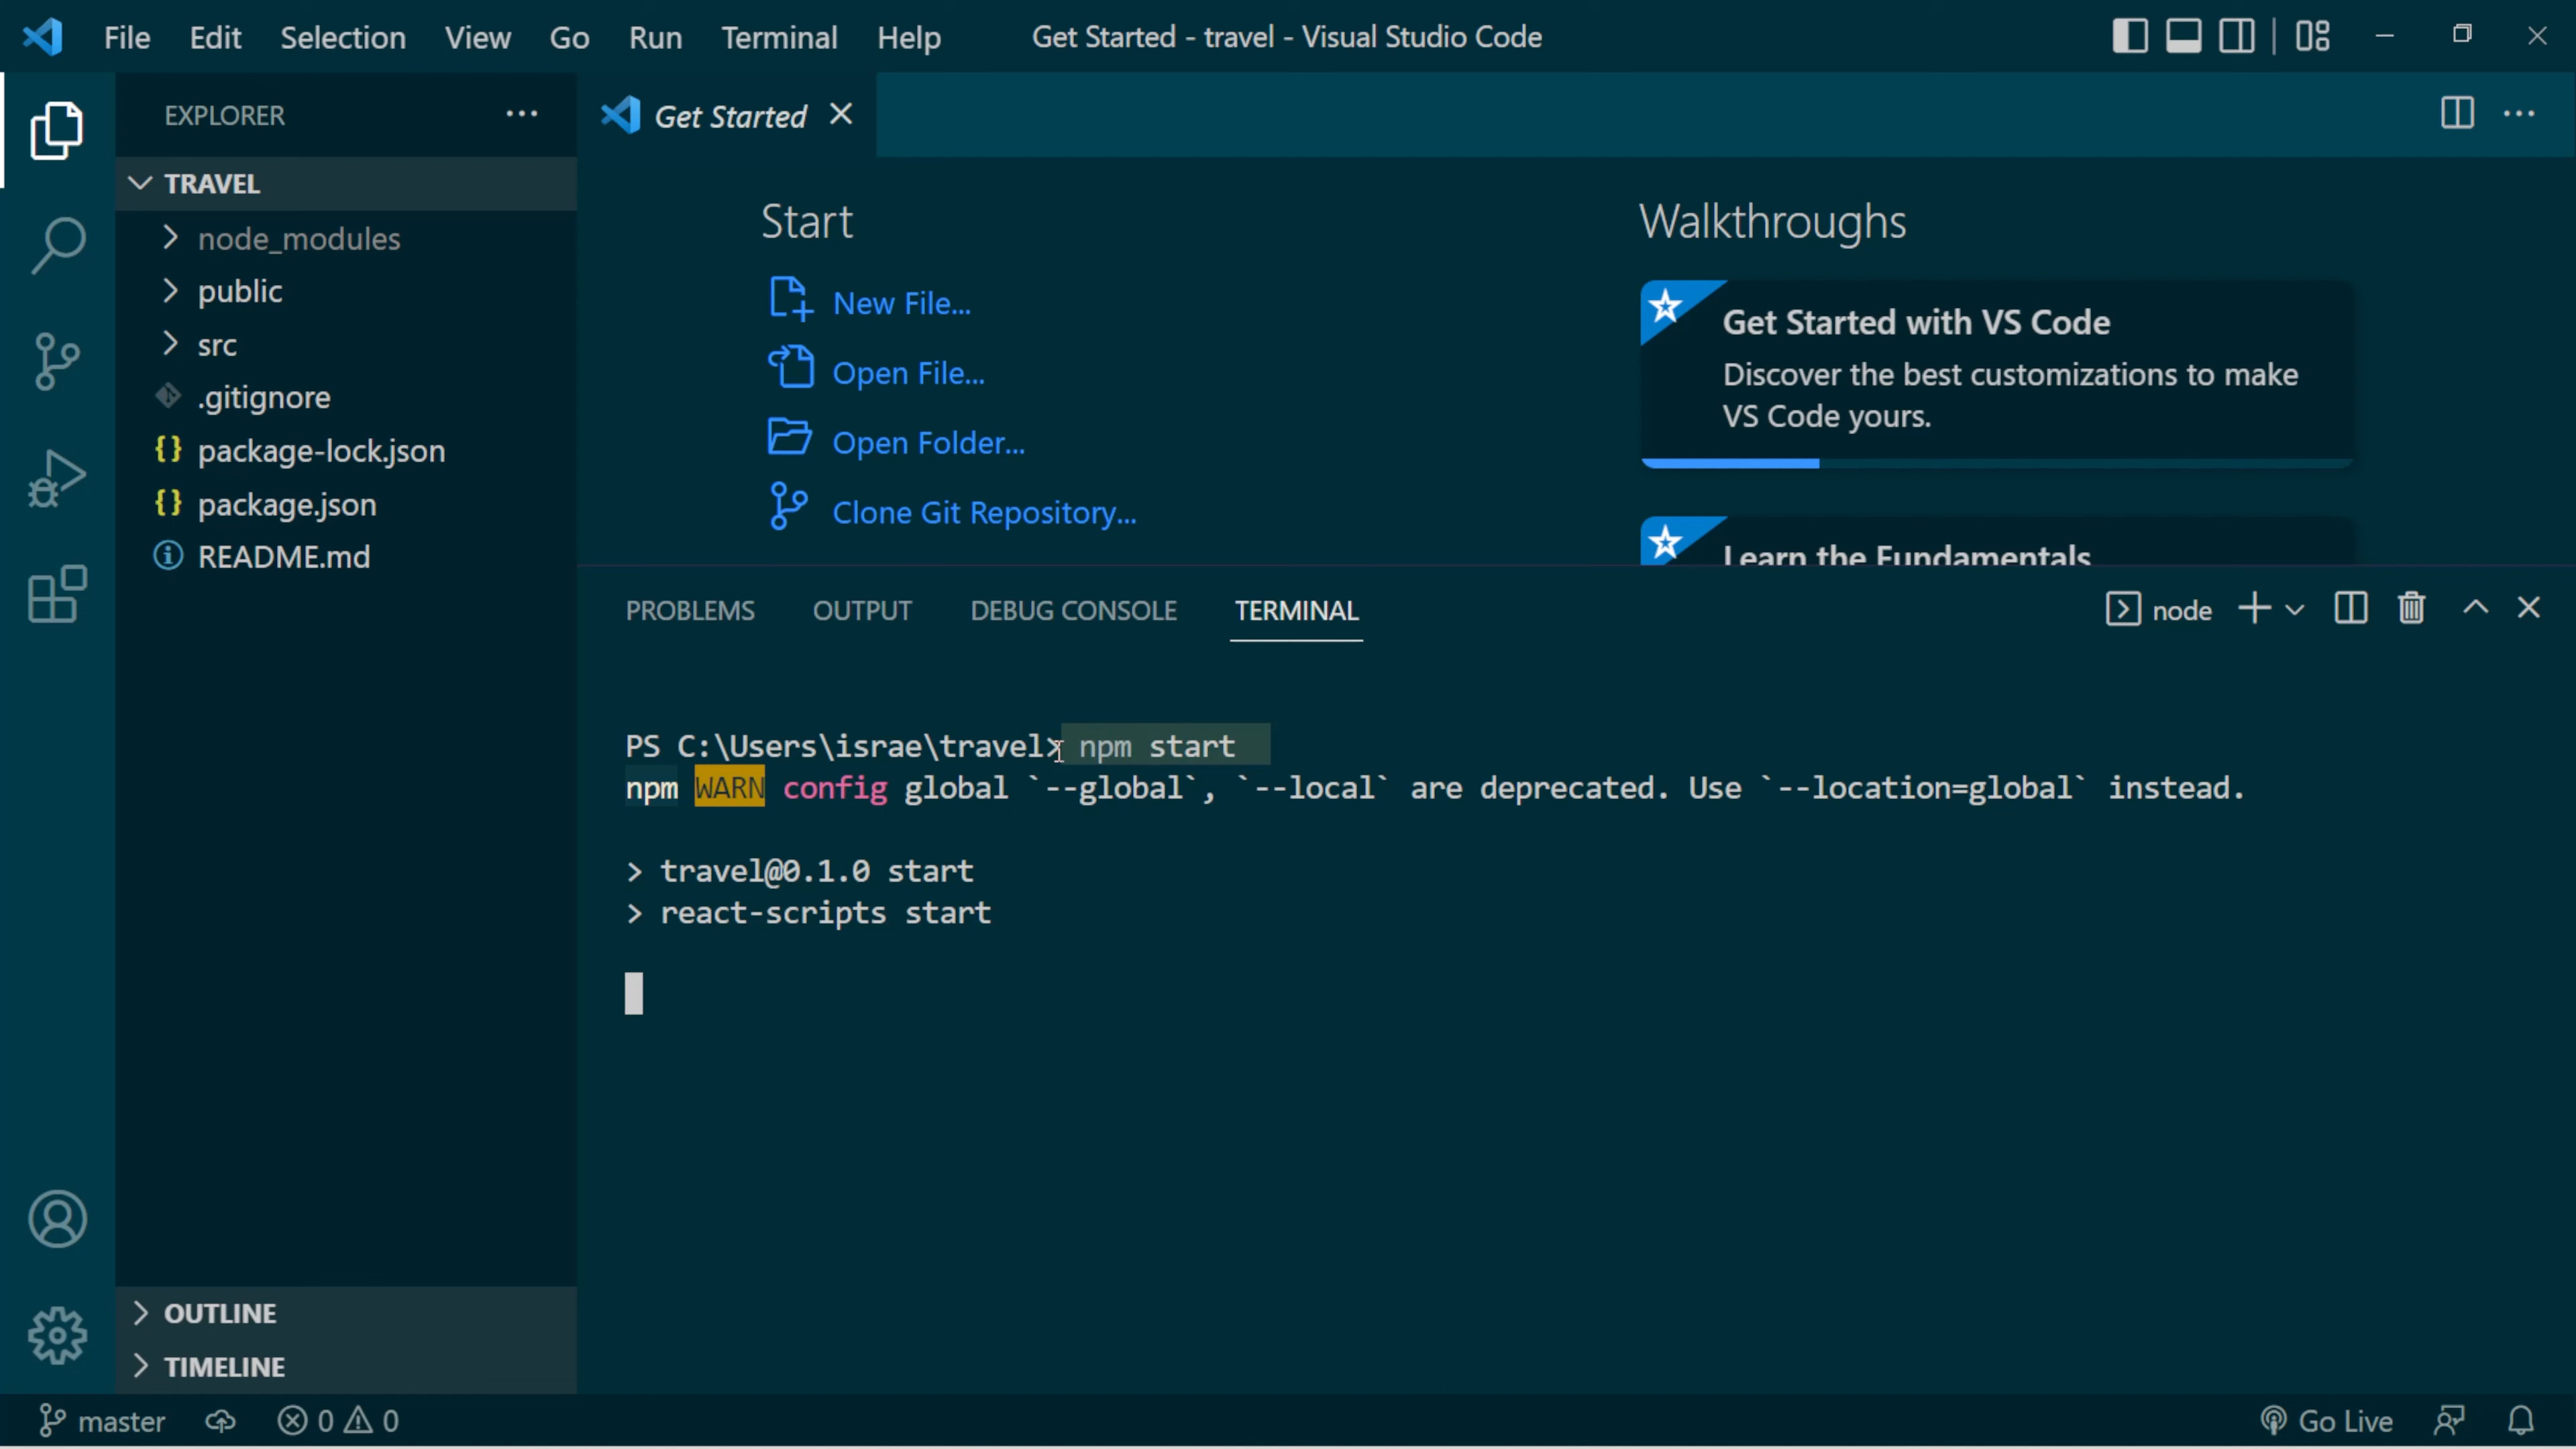 File Edit Selection View Go Run Terminal Help Get Started - travel - Visual Studio Code
EXPLORER
TRAVEL
node_modules
public
src
.gitignore
package-lock.json
package.json
README.md
OUTLINE
TIMELINE
Get Started
Start
New File...
Open File...
Open Folder...
Clone Git Repository...
Walkthroughs
Get Started with VS Code
Discover the best customizations to make
VS Code yours.
Learn the Fundamentals
PROBLEMS OUTPUT DEBUG CONSOLE TERMINAL node
PS C:\Users\israe\travel> npm start
npm WARN config global `--global`, `--local` are deprecated. Use `--location=global` instead.
> travel@0.1.0 start
> react-scripts start
master 0 0 Go Live